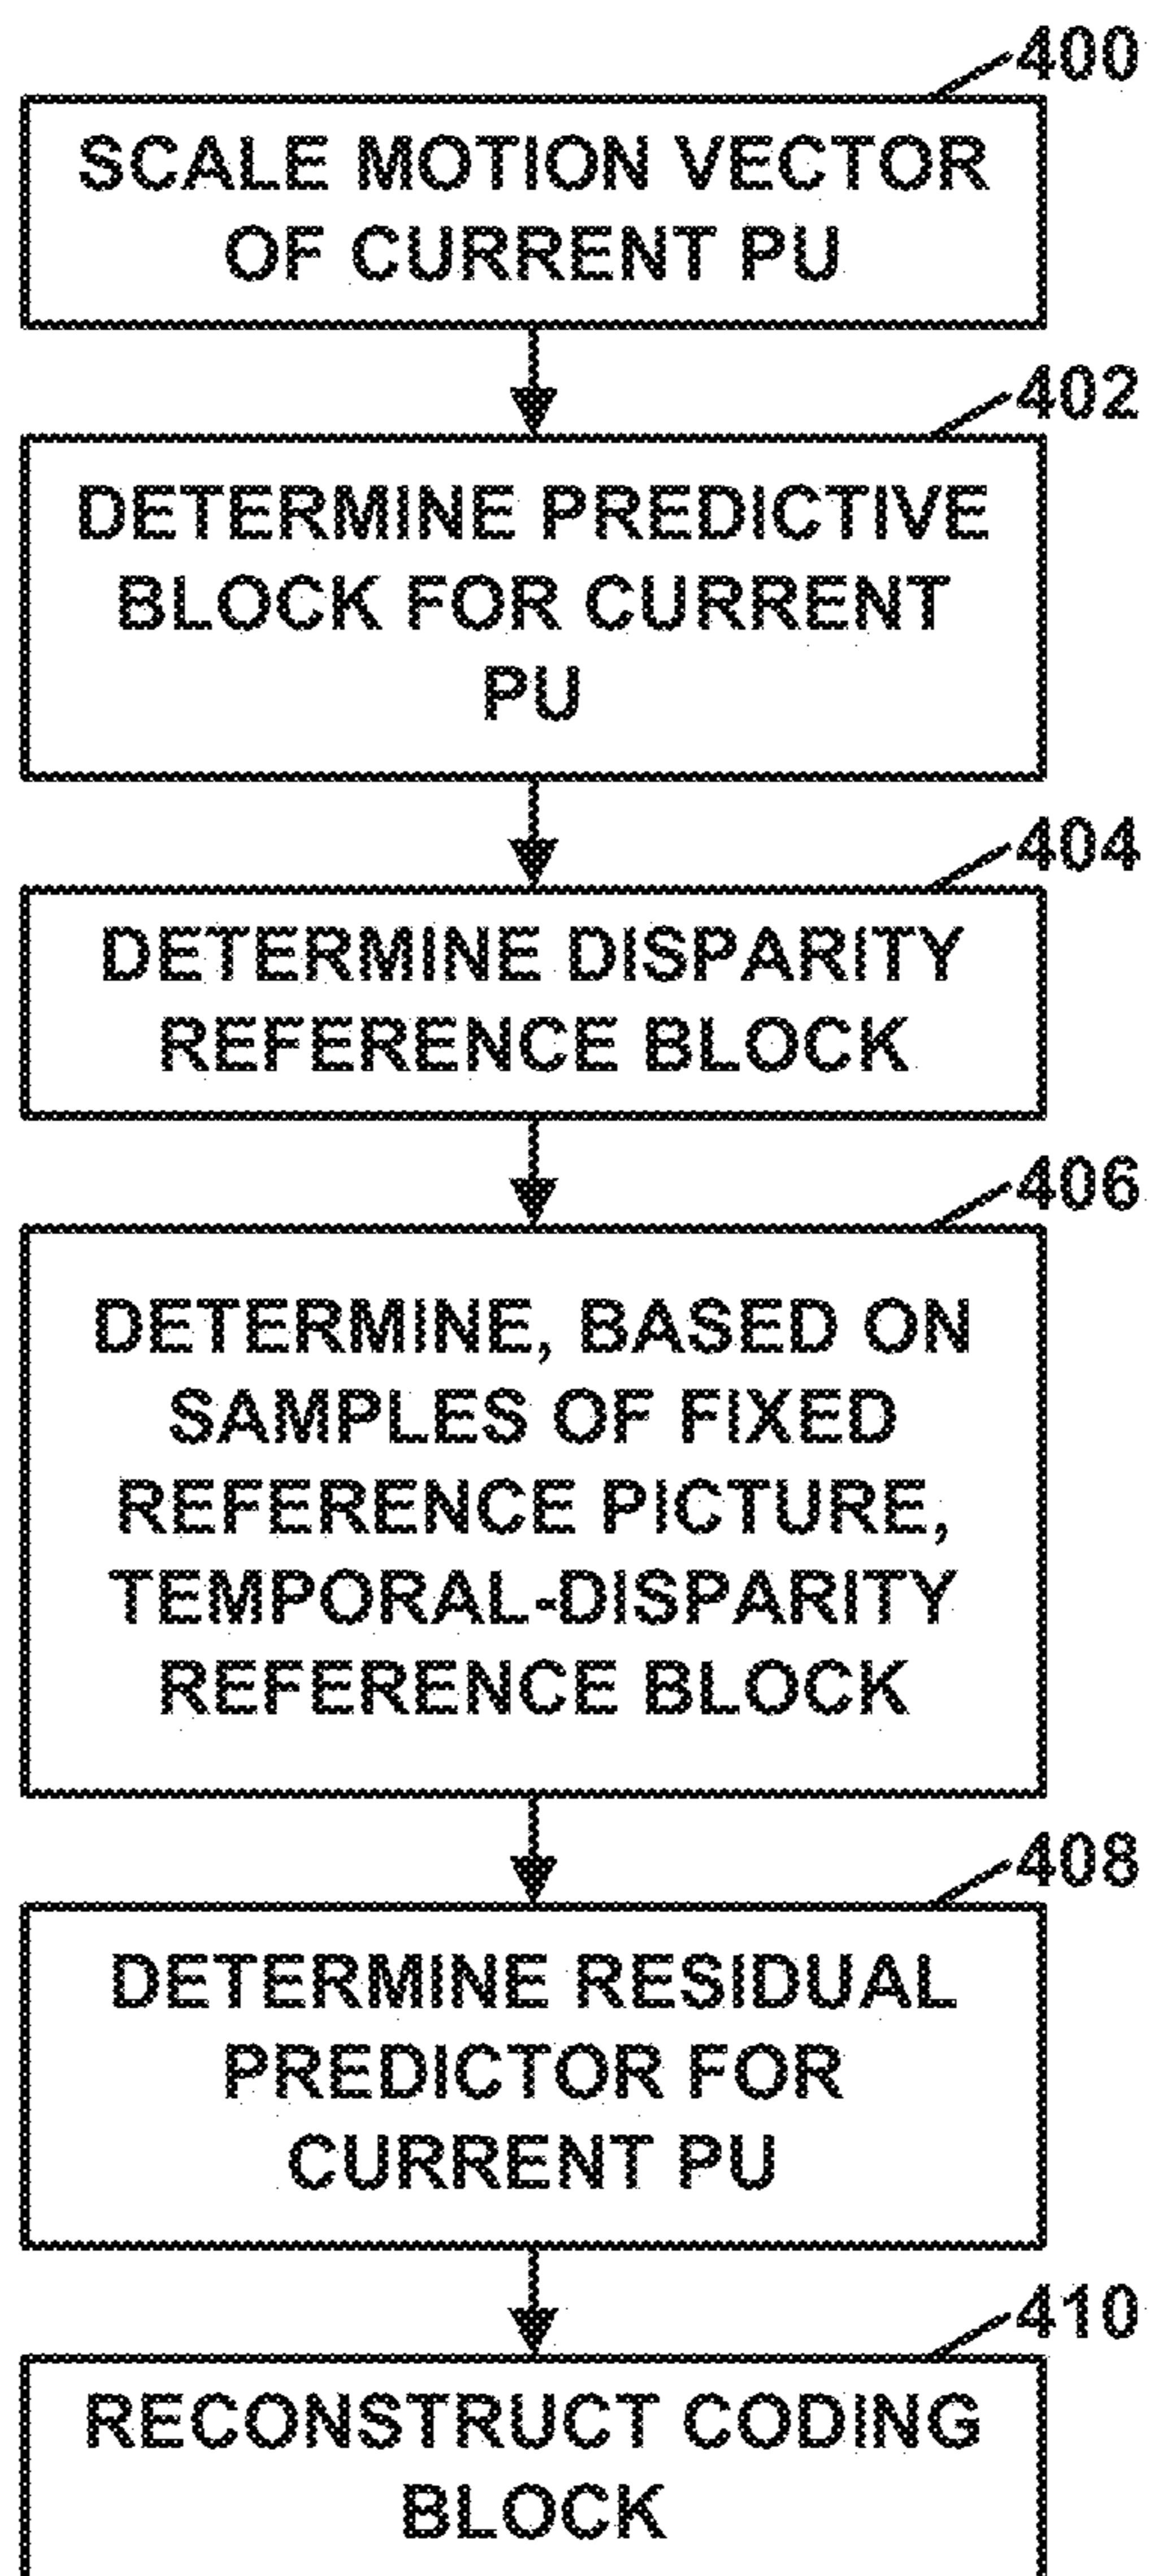 400
SCALE MOTION VECTOR
OF CURRENT PU
402
DETERMINE PREDICTIVE
BLOCK FOR CURRENT
PU
404
DETERMINE DISPARITY
REFERENCE BLOCK
406
DETERMINE, BASED ON
SAMPLES OF FIXED
REFERENCE PICTURE,
TEMPORAL-DISPARITY
REFERENCE BLOCK
408
DETERMINE RESIDUAL
PREDICTOR FOR
CURRENT PU
410
RECONSTRUCT CODING
BLOCK